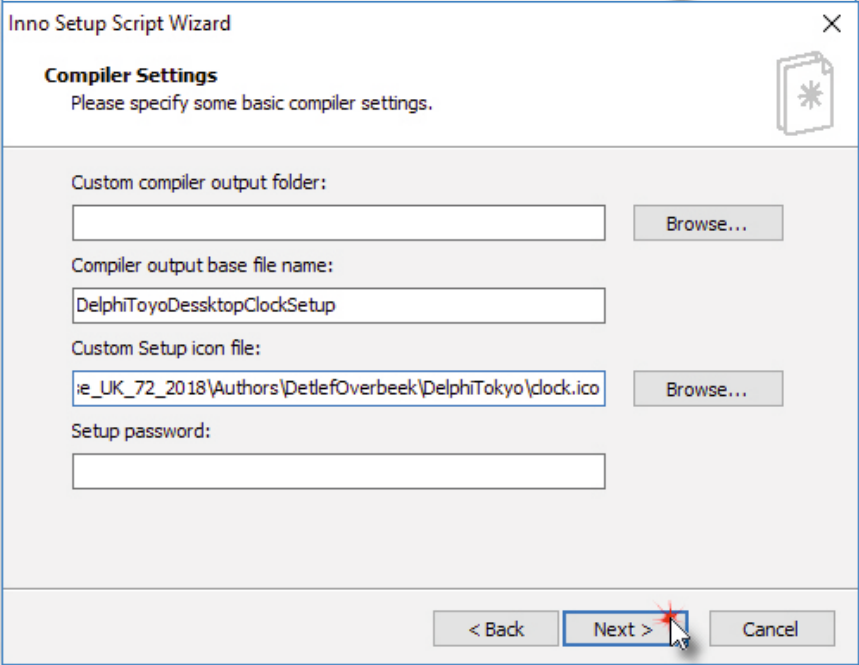 Inno Setup Script Wizard
Compiler Settings
Please specify some basic compiler settings.
Custom compiler output folder:
Browse...
Compiler output base file name:
DelphiToyoDessktopClockSetup
Custom Setup icon file:
se_UK_72_2018\Authors\DetlefOverbeek\DelphiTokyo\clock.ico
Browse...
Setup password:
< Back
Next >
Cancel